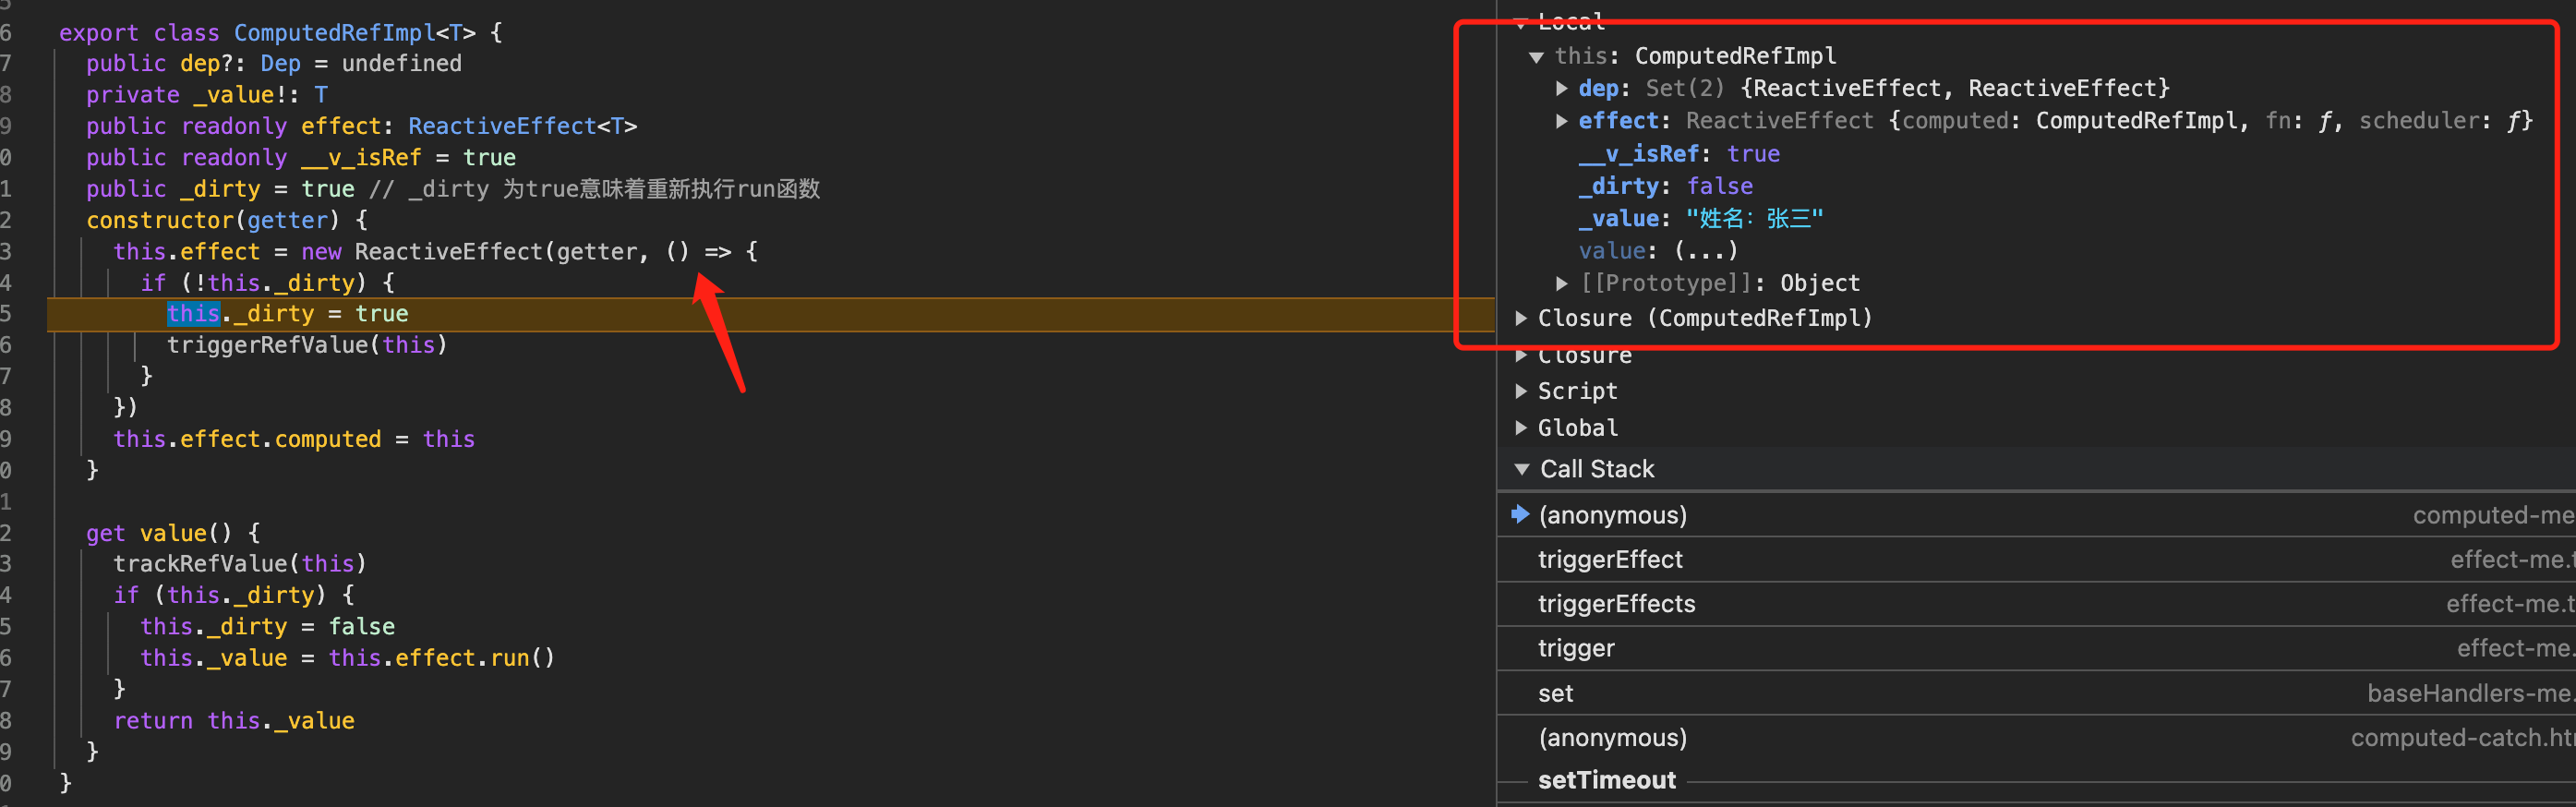 6 export class ComputedRefImpl<T> {
7 public dep?: Dep = undefined
8 private _value!: T
9 public readonly effect: ReactiveEffect<T>
0 public readonly __v_isRef = true
1 public _dirty = true // _dirty 为true意味着重新执行run函数
2 constructor(getter) {
3 this.effect = new ReactiveEffect(getter, () => {
4 if (!this._dirty) {
5 this._dirty = true
6 triggerRefValue(this)
7 }
8 })
9 this.effect.computed = this
0 }
1
2 get value() {
3 trackRefValue(this)
4 if (this._dirty) {
5 this._dirty = false
6 this._value = this.effect.run()
7 }
8 return this._value
9 }
0 }
Local
this: ComputedRefImpl
dep: Set(2) {ReactiveEffect, ReactiveEffect}
effect: ReactiveEffect {computed: ComputedRefImpl, fn: ƒ, scheduler: ƒ}
__v_isRef: true
_dirty: false
_value: "姓名：张三"
value: (...)
[[Prototype]]: Object
Closure (ComputedRefImpl)
Closure
Script
Global
Call Stack
(anonymous) computed-me
triggerEffect effect-me.t
triggerEffects effect-me.t
trigger effect-me.
set baseHandlers-me.
(anonymous) computed-catch.ht
setTimeout